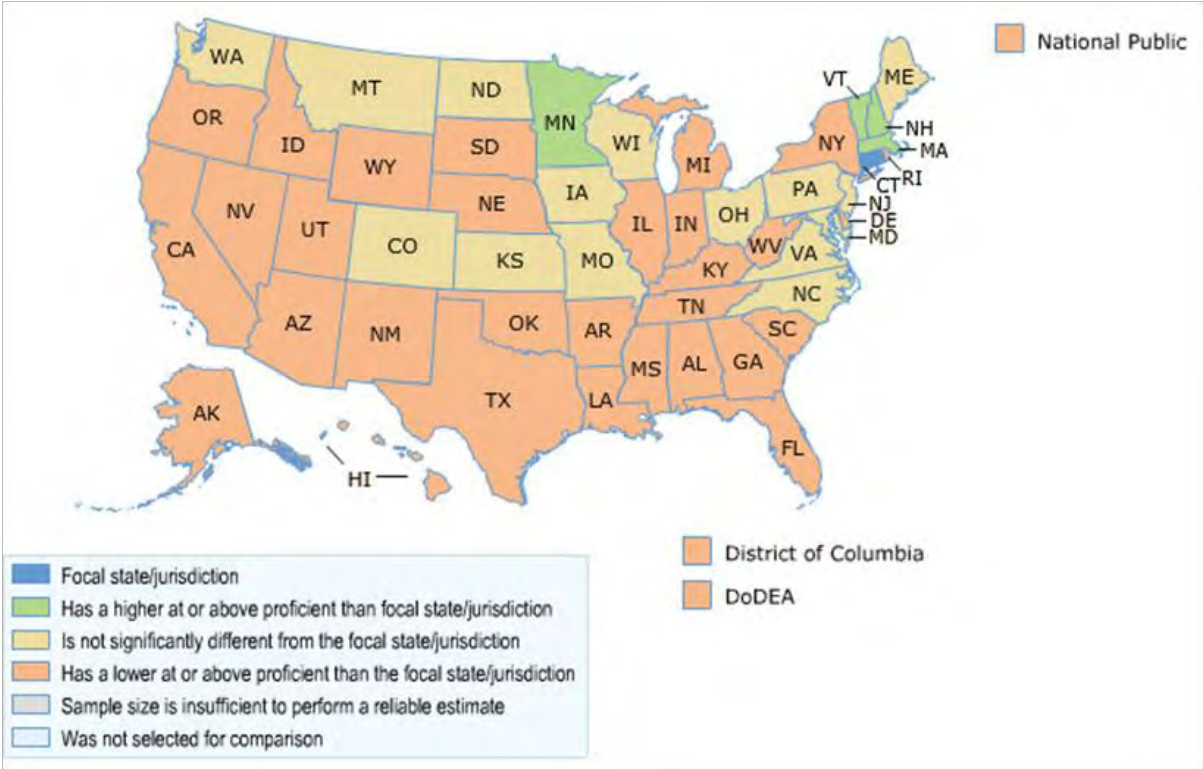 National Public
WA
MT
ND
MN
ME
VT
OR
ID
WY
SD
WI
MI
NY
NH
MA
RI
CT
NV
UT
CO
NE
IA
IL
IN
OH
PA
NJ
DE
MD
CA
KS
MO
KY
WV
VA
AZ
NM
OK
AR
TN
NC
SC
TX
LA
MS
AL
GA
FL
AK
HI
District of Columbia
DoDEA
Focal state/jurisdiction
Has a higher at or above proficient than focal state/jurisdiction
Is not significantly different from the focal state/jurisdiction
Has a lower at or above proficient than the focal state/jurisdiction
Sample size is insufficient to perform a reliable estimate
Was not selected for comparison